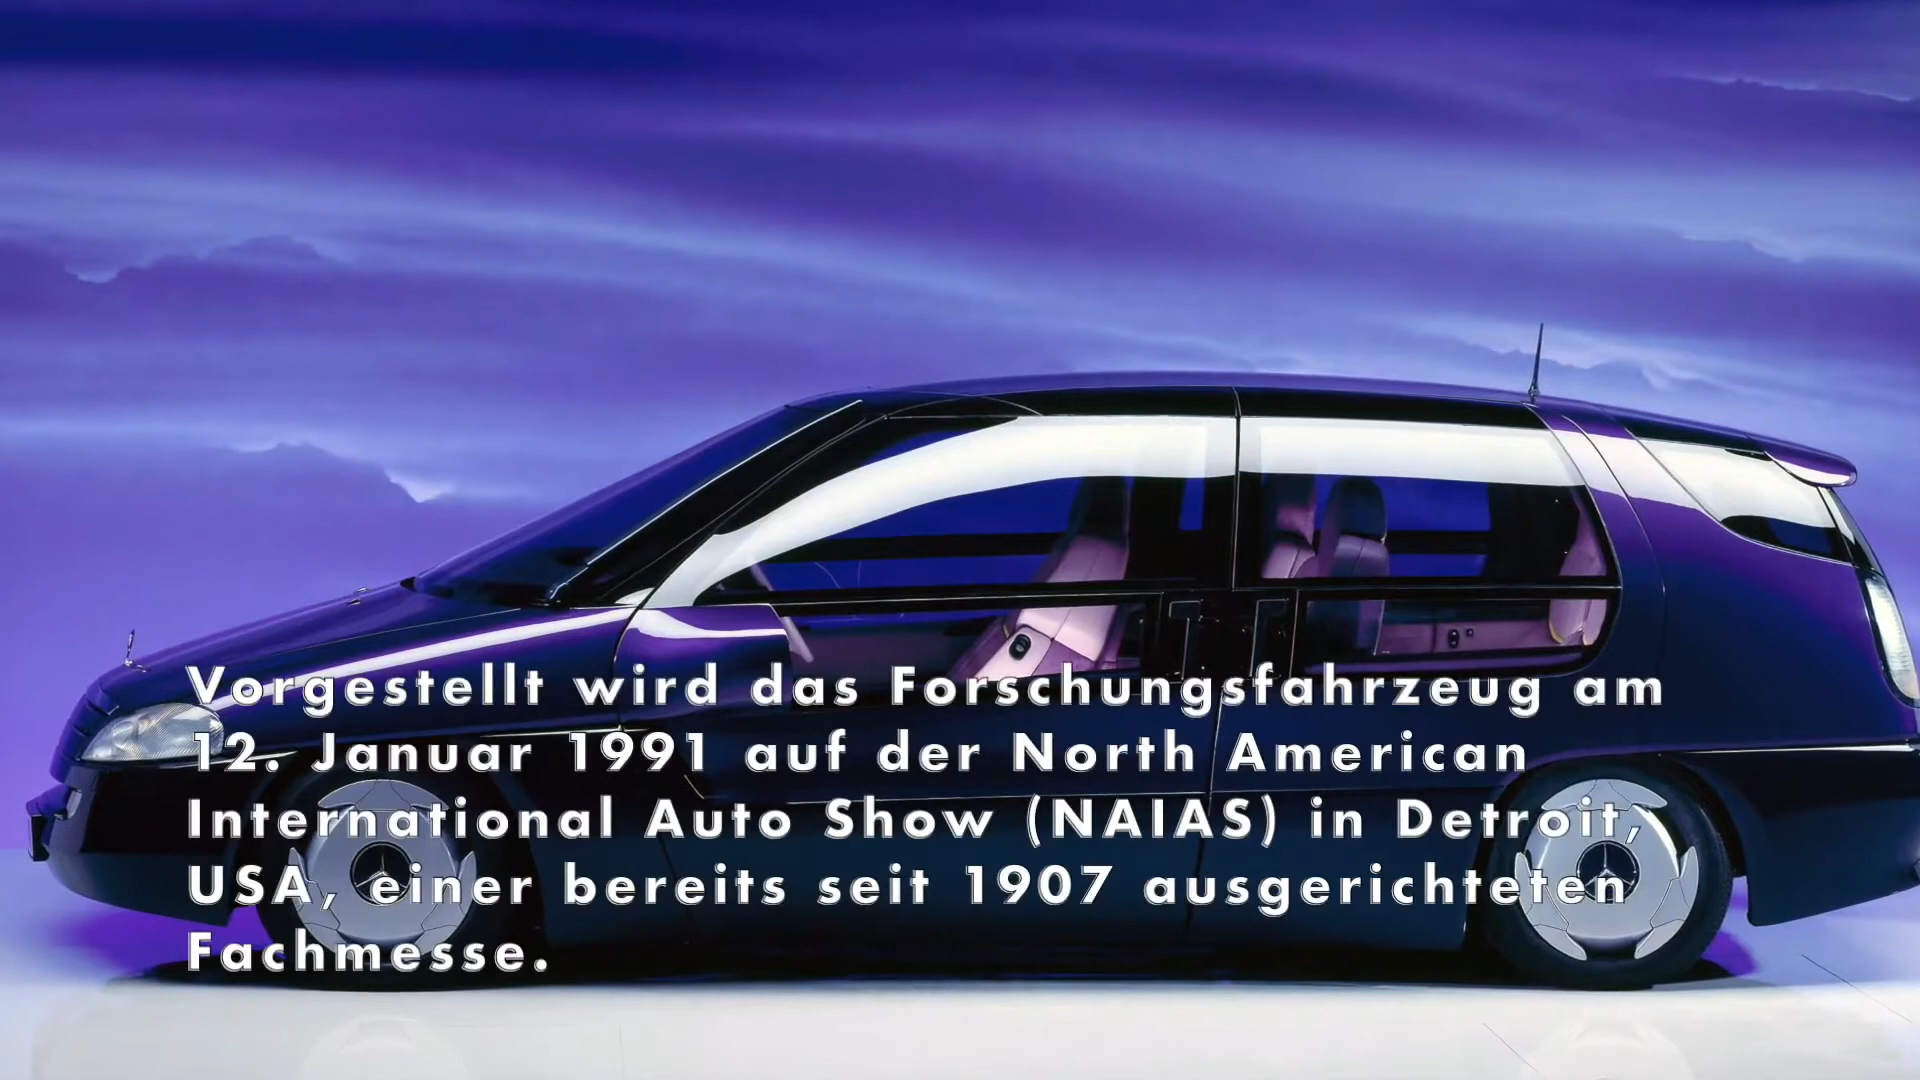 Vorgestellt wird das Forschungsfahrzeug am
12. Januar 1991 auf der North American
International Auto Show (NAIAS) in Detroit,
USA, einer bereits seit 1907 ausgerichteten
Fachmesse.